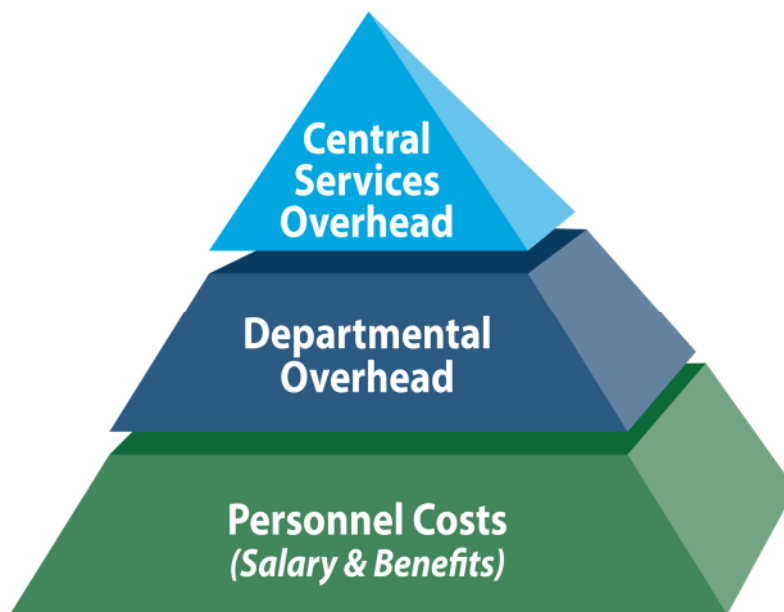 Central
Services
Overhead
Departmental
Overhead
Personnel Costs
(Salary & Benefits)